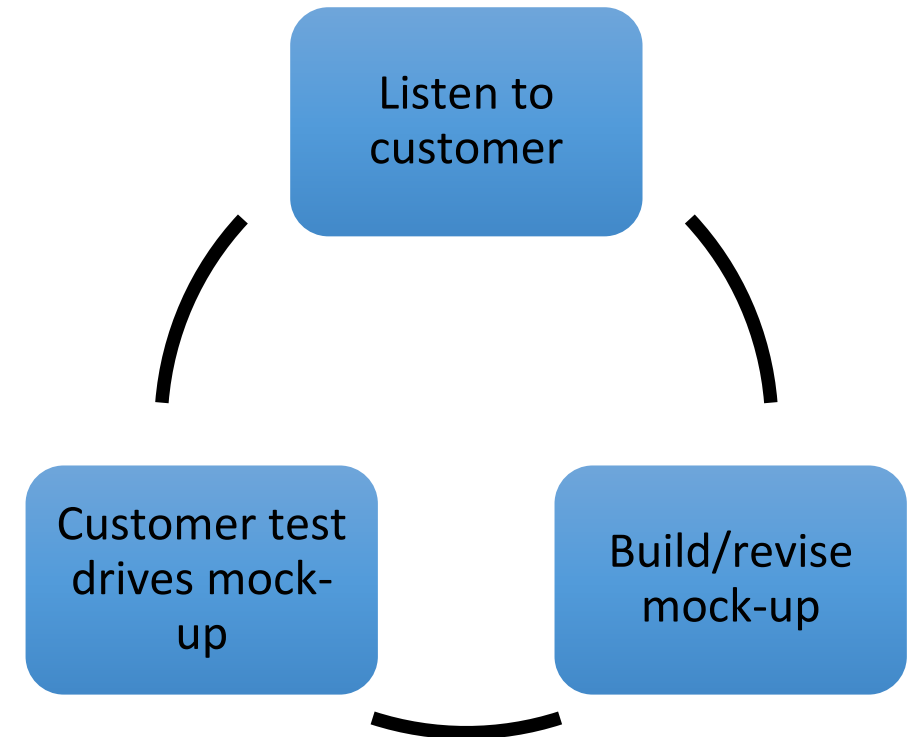 Listen to
customer
Customer test
drives mock-
up
Build/revise
mock-up